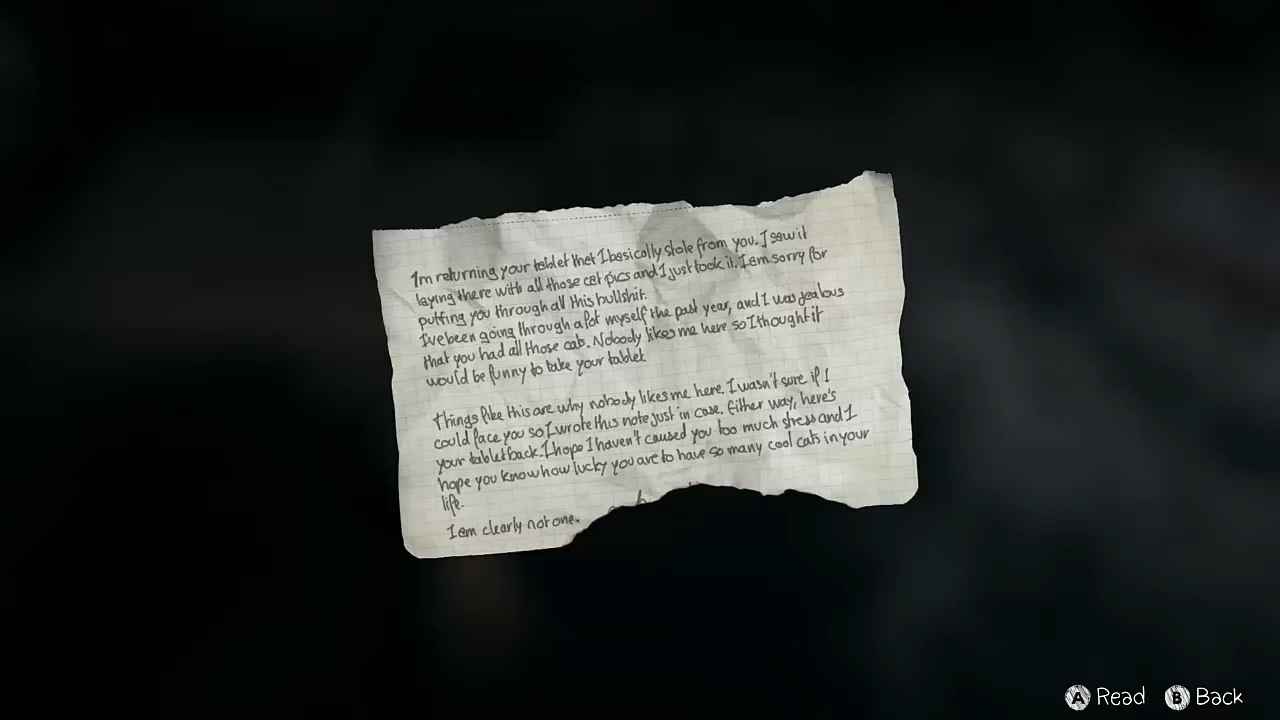 I'm returning your tablet that I basically stole from you. I saw it
laying there with all those cat pics and I just took it. I am sorry for
putting you through all this bullshit.
I've been going through a lot myself the past year, and I was jealous
that you had all those cats. Nobody likes me here so I thought it
would be funny to take your tablet.
Things like this are why nobody likes me here. I wasn't sure if I
could face you so I wrote this note just in case. Either way, here's
your tablet back. I hope I haven't caused you too much stress and I
hope you know how lucky you are to have so many cool cats in your
life.
I am clearly not one.
A Read B Back